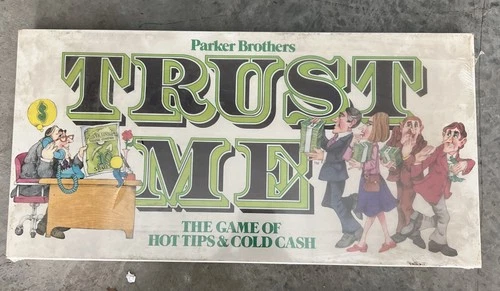 Parker Brothers
TRUST
ME
THE GAME OF
HOT TIPS & COLD CASH
$